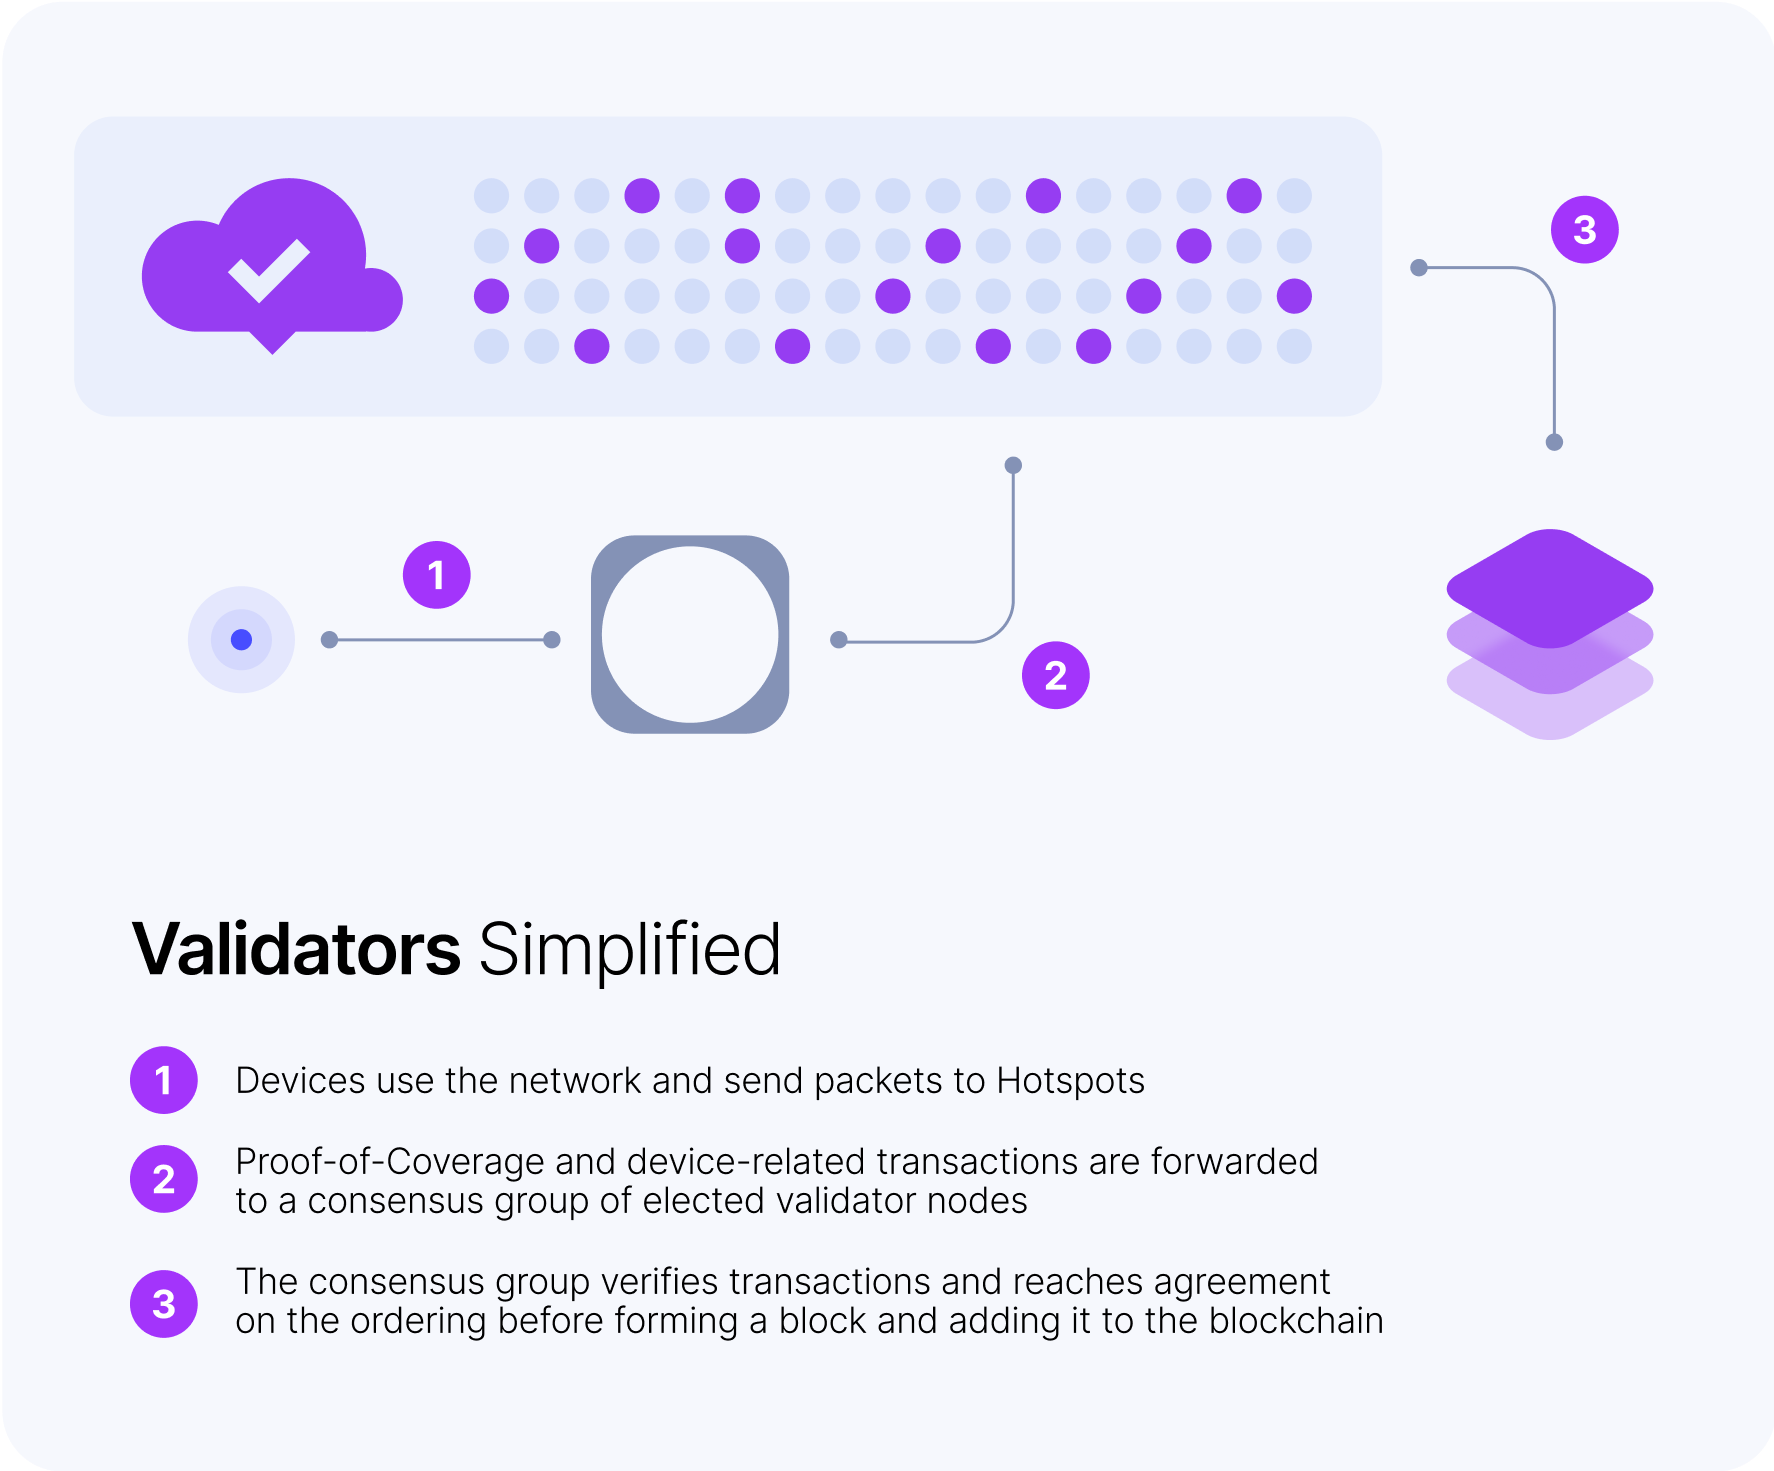 3
1
2
Validators Simplified
1 Devices use the network and send packets to Hotspots
2 Proof-of-Coverage and device-related transactions are forwarded
to a consensus group of elected validator nodes
3 The consensus group verifies transactions and reaches agreement
on the ordering before forming a block and adding it to the blockchain